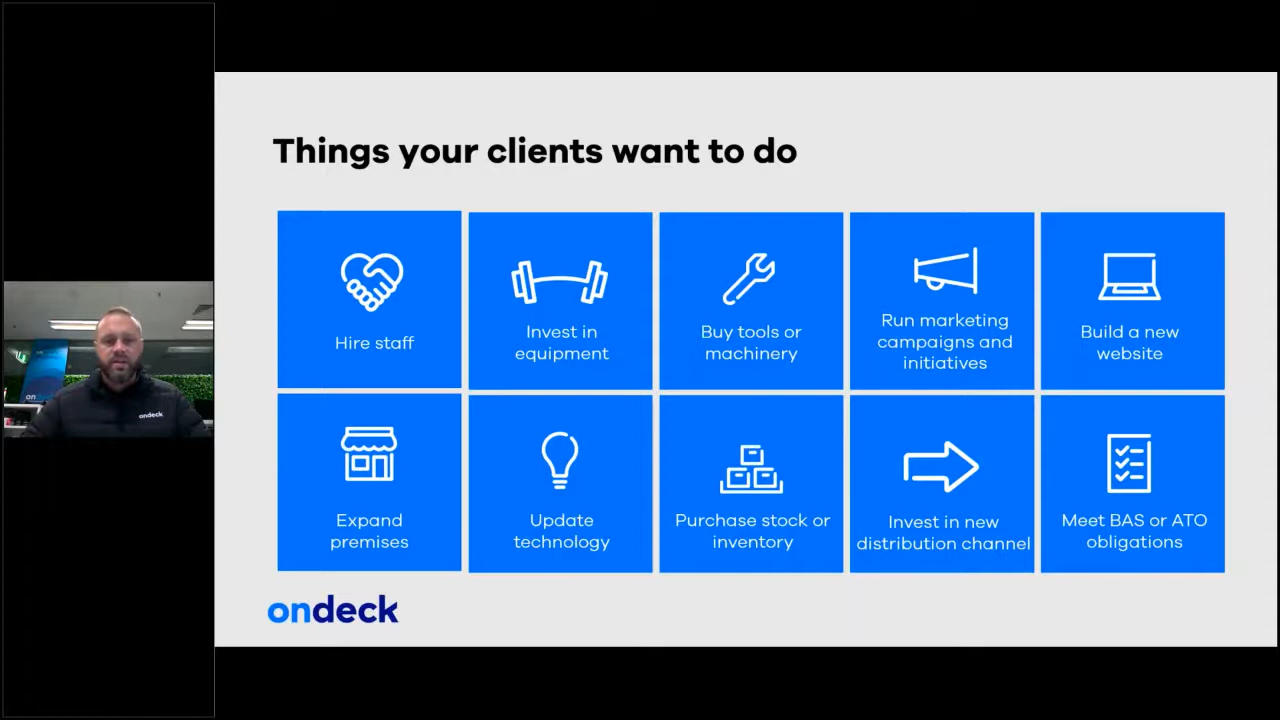 Things your clients want to do
Hire staff
Invest in
equipment
Buy tools or
machinery
Run marketing
campaigns and
initiatives
Build a new
website
Expand
premises
Update
technology
Purchase stock or
inventory
Invest in new
distribution channel
Meet BAS or ATO
obligations
ondeck
on
ondeck